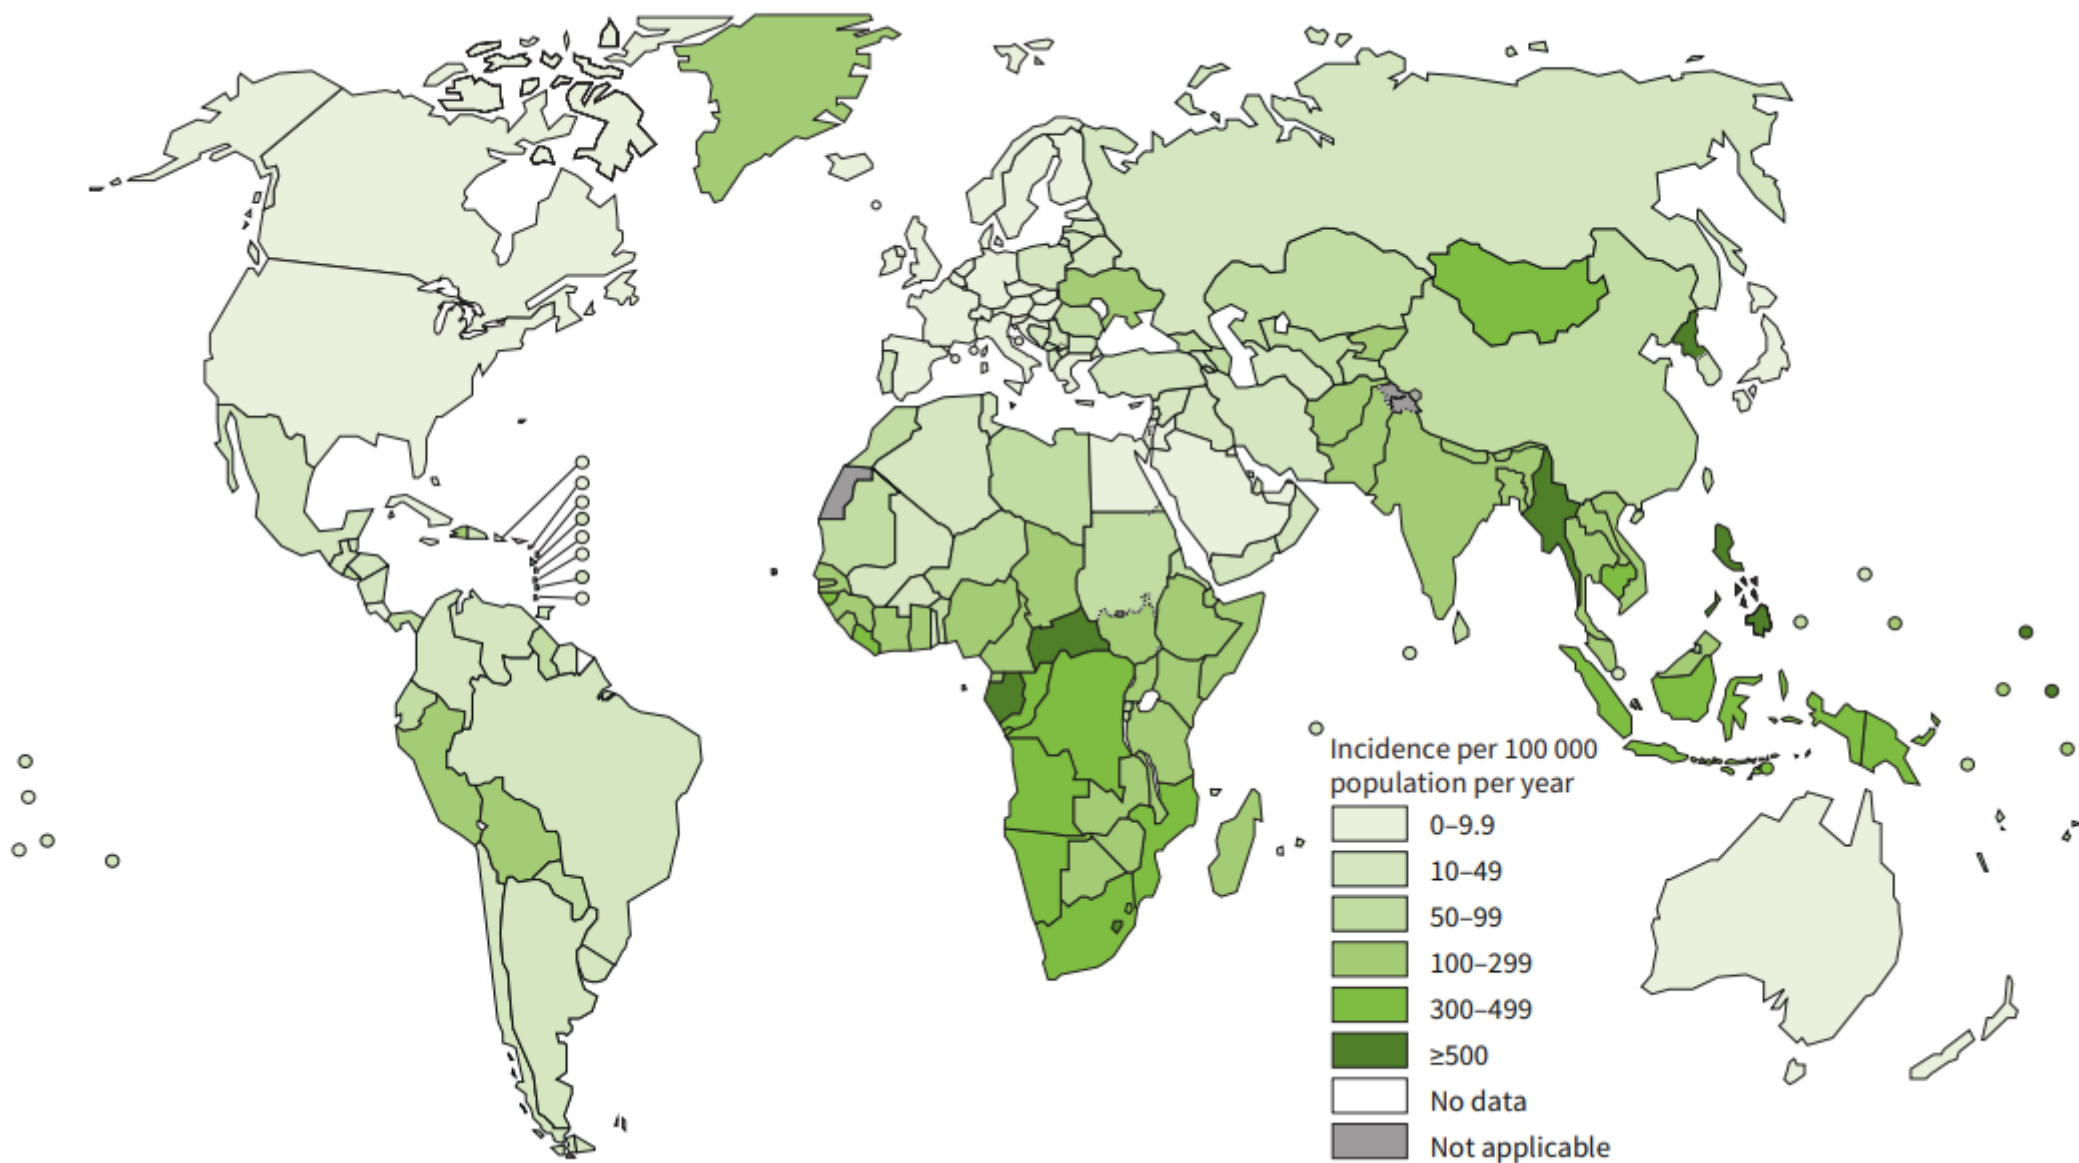 Incidence per 100 000
population per year
0–9.9
10–49
50–99
100–299
300–499
≥500
No data
Not applicable